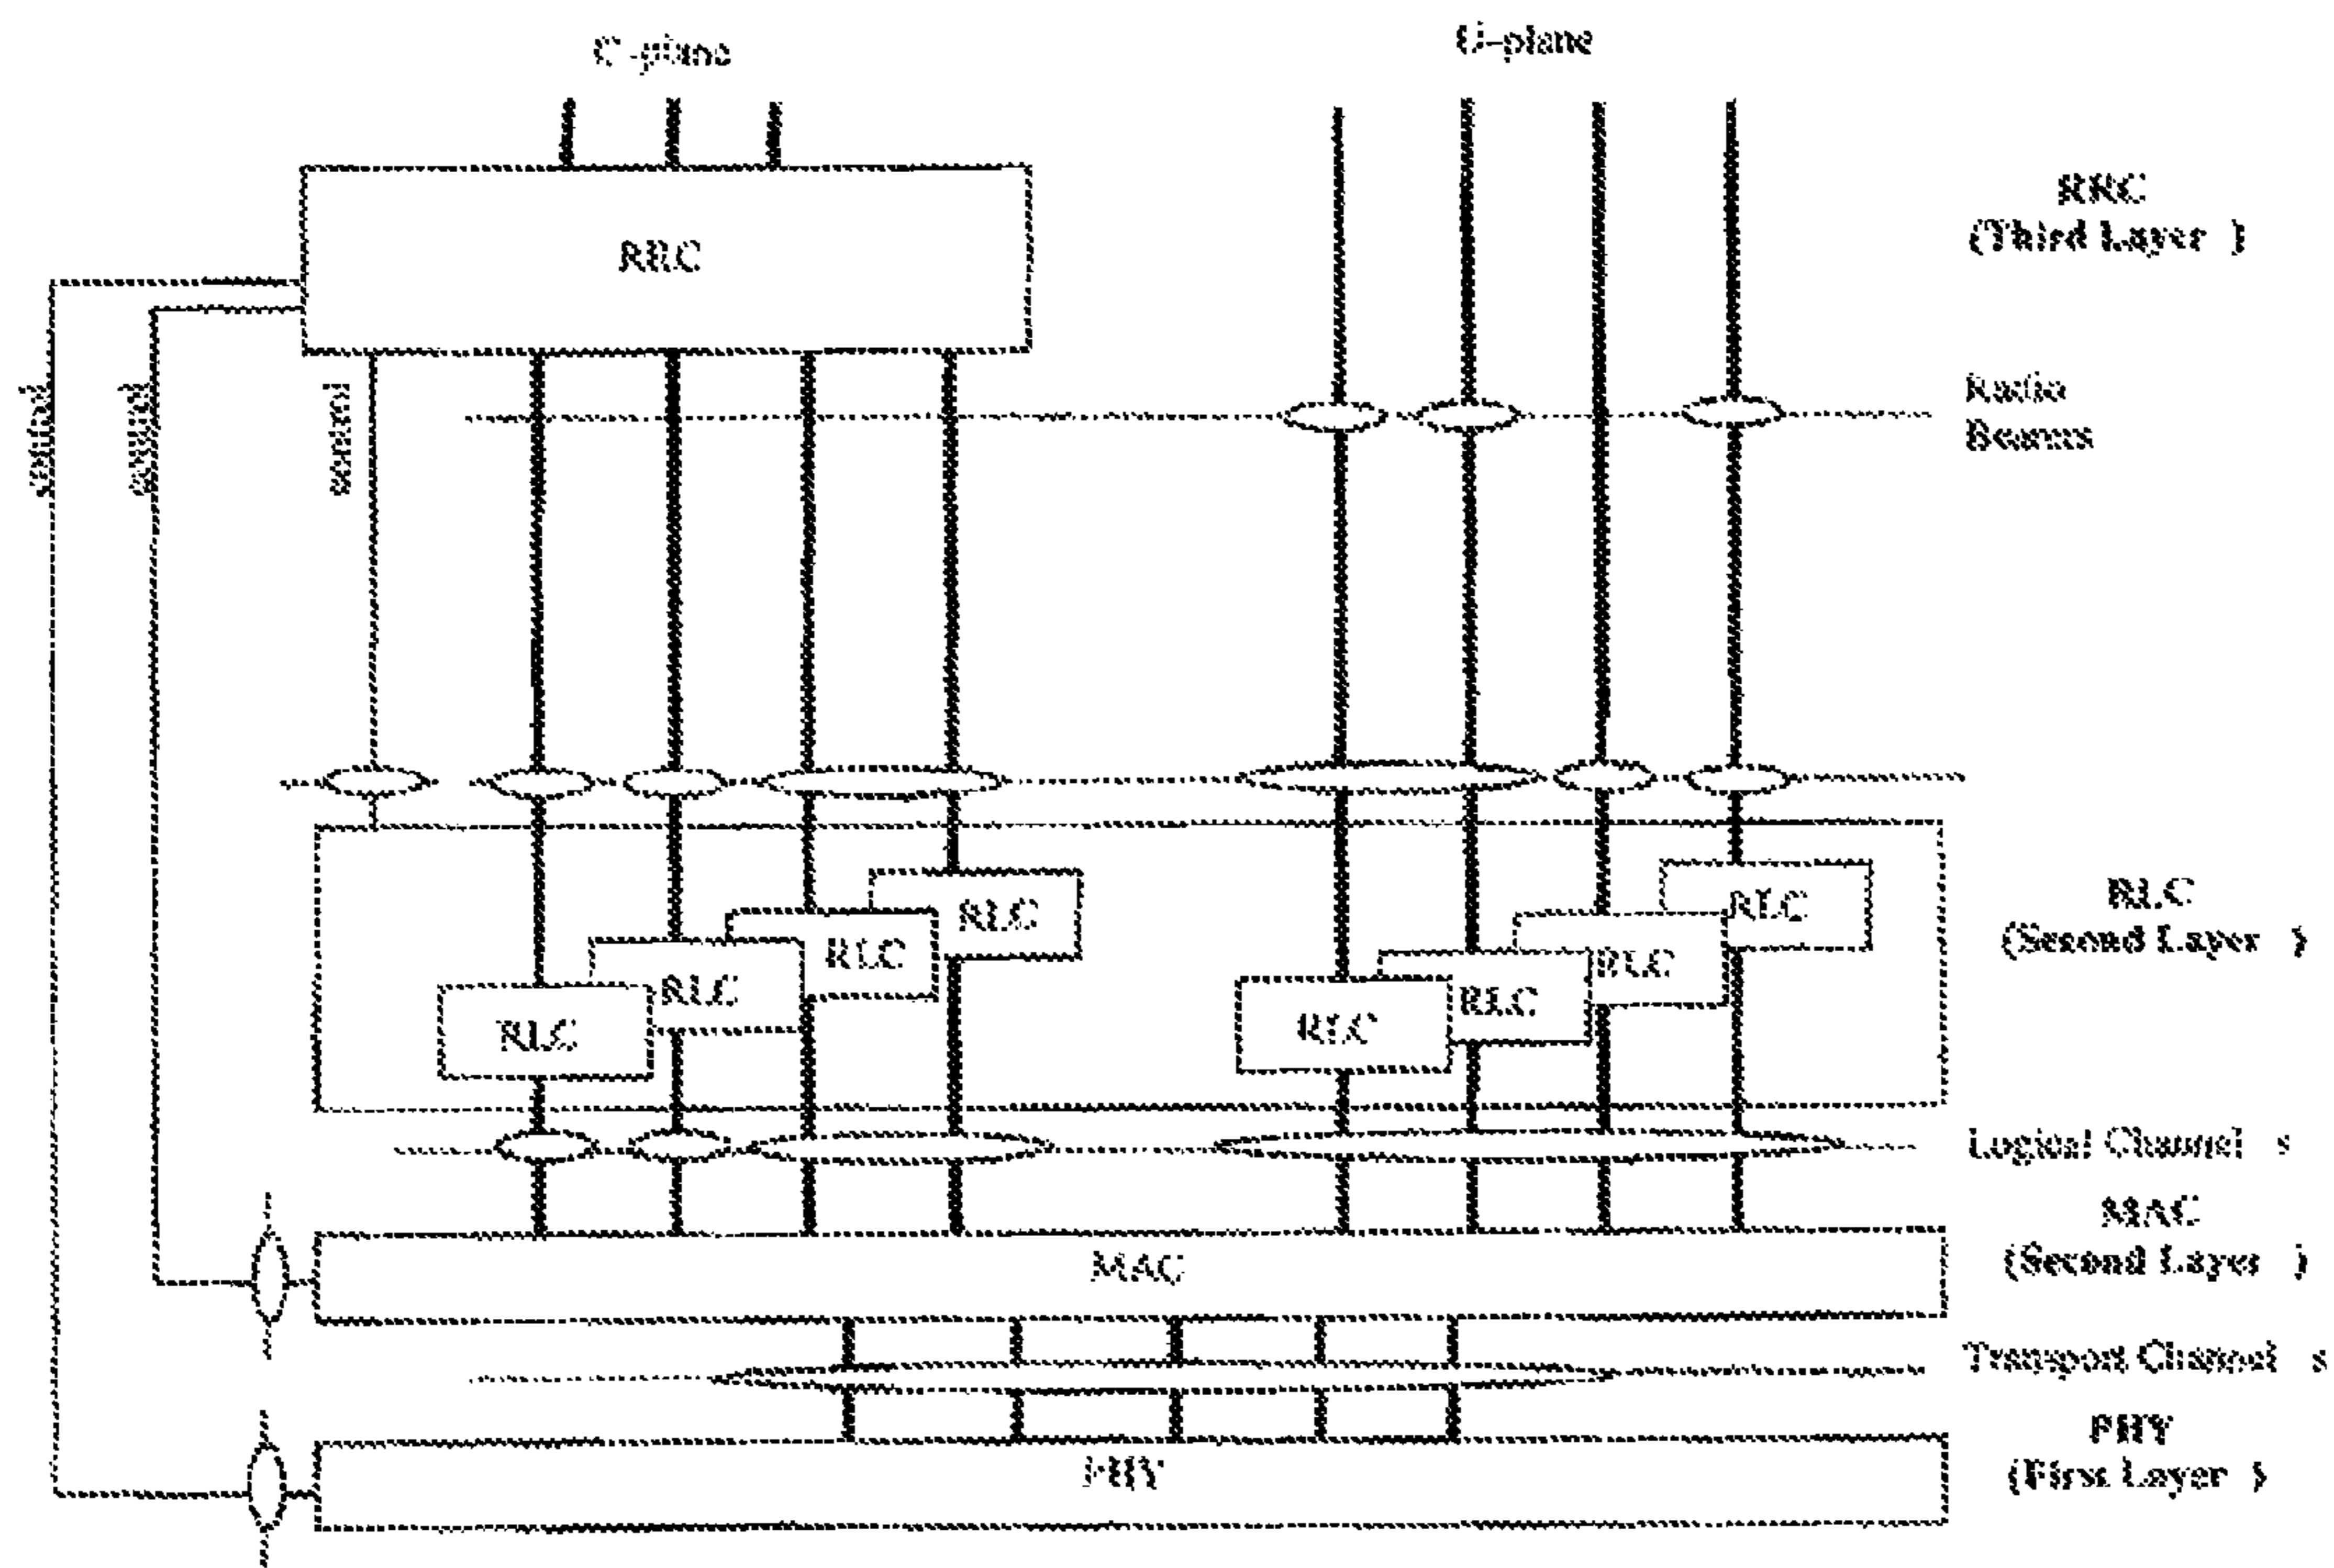 C-plane
U-plane
RRC
(Third Layer )
RRC
control
control
control
Radio
Bearers
RLC
RLC
RLC
RLC
RLC
RLC
RLC
RLC
RLC
(Second Layer )
Logical Channel s
MAC
(Second Layer )
MAC
Transport Channel s
PHY
(First Layer )
PHY